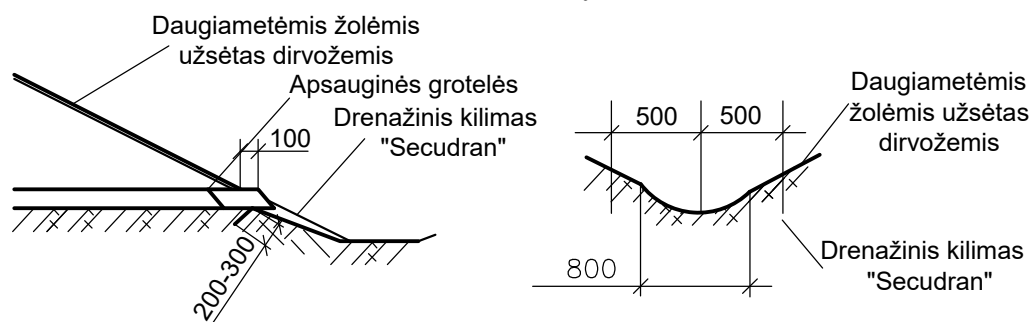 Daugiametėmis žolėmis
užsėtas dirvožemis
Apsauginės grotelės
Drenažinis kilimas
"Secudran"
100
200-300
500
500
Daugiametėmis
žolėmis užsėtas
dirvožemis
Drenažinis kilimas
"Secudran"
800